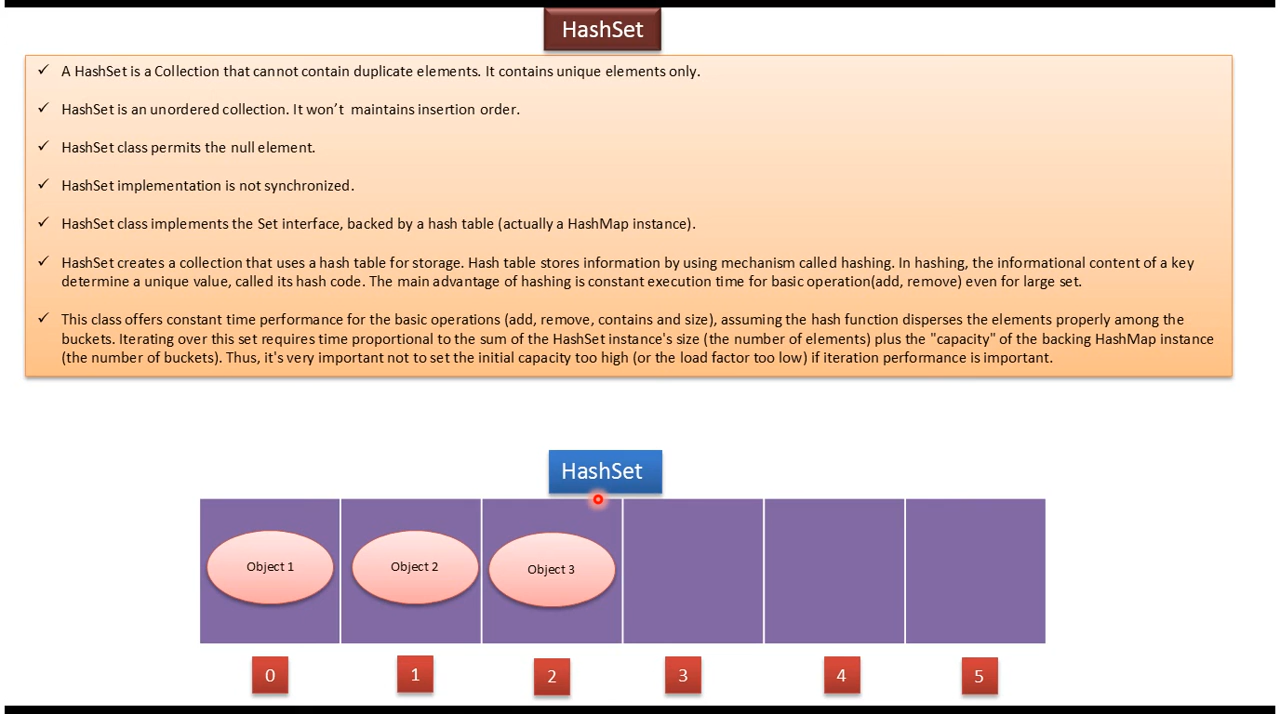 HashSet
✓ A HashSet is a Collection that cannot contain duplicate elements. It contains unique elements only.
✓ HashSet is an unordered collection. It won’t maintains insertion order.
✓ HashSet class permits the null element.
✓ HashSet implementation is not synchronized.
✓ HashSet class implements the Set interface, backed by a hash table (actually a HashMap instance).
✓ HashSet creates a collection that uses a hash table for storage. Hash table stores information by using mechanism called hashing. In hashing, the informational content of a key
determine a unique value, called its hash code. The main advantage of hashing is constant execution time for basic operation(add, remove) even for large set.
✓ This class offers constant time performance for the basic operations (add, remove, contains and size), assuming the hash function disperses the elements properly among the
buckets. Iterating over this set requires time proportional to the sum of the HashSet instance's size (the number of elements) plus the "capacity" of the backing HashMap instance
(the number of buckets). Thus, it's very important not to set the initial capacity too high (or the load factor too low) if iteration performance is important.
HashSet
Object 1 Object 2 Object 3
0 1 2 3 4 5